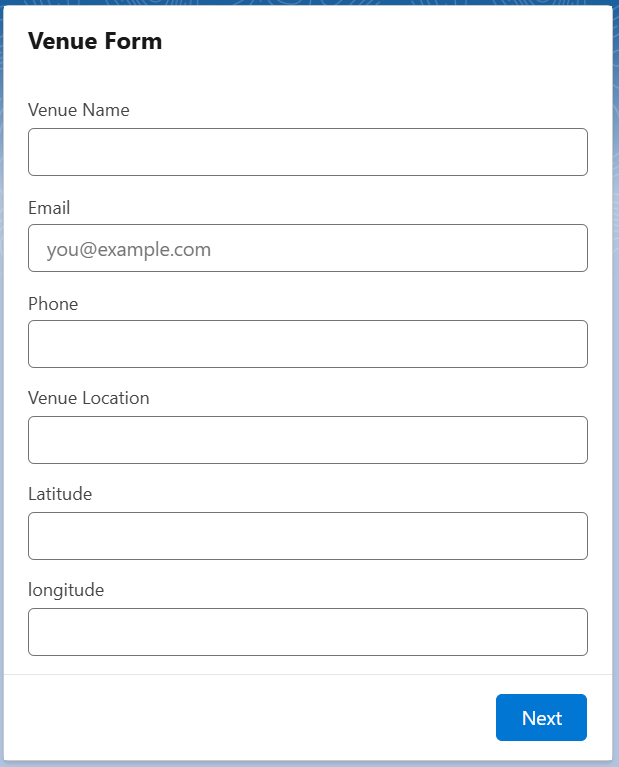 Venue Form
Venue Name
Email
you@example.com
Phone
Venue Location
Latitude
longitude
Next